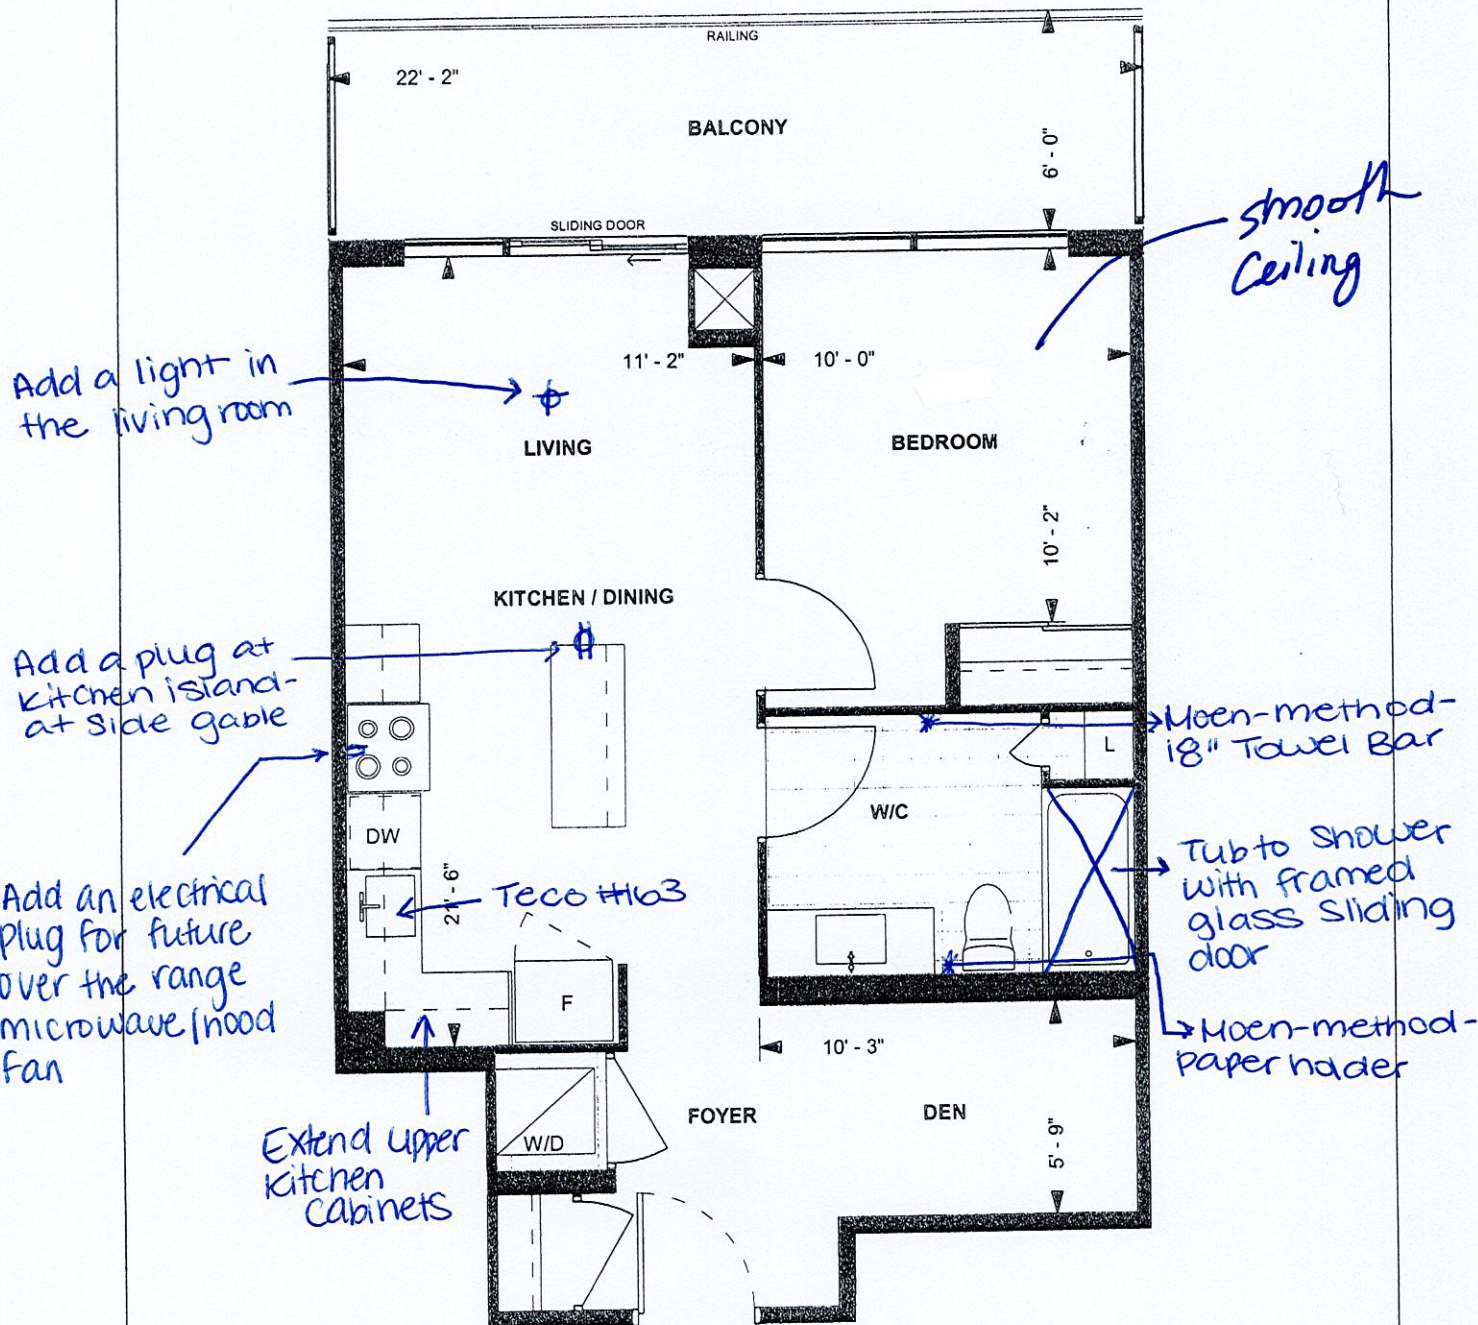 RAILING
22' - 2"
BALCONY
6' - 0"
SLIDING DOOR
smooth
Ceiling
11' - 2"
10' - 0"
Add a light in
the living room
LIVING
BEDROOM
10' - 2"
KITCHEN / DINING
Add a plug at
kitchen island-
at side gable
Moen-method-
18" Towel Bar
L
W/C
DW
Tub to shower
with framed
glass sliding
door
21' - 6"
Teco #163
Add an electrical
plug for future
over the range
microwave/hood
fan
F
Moen-method-
paper holder
10' - 3"
FOYER
DEN
5' - 9"
W/D
Extend upper
kitchen
cabinets